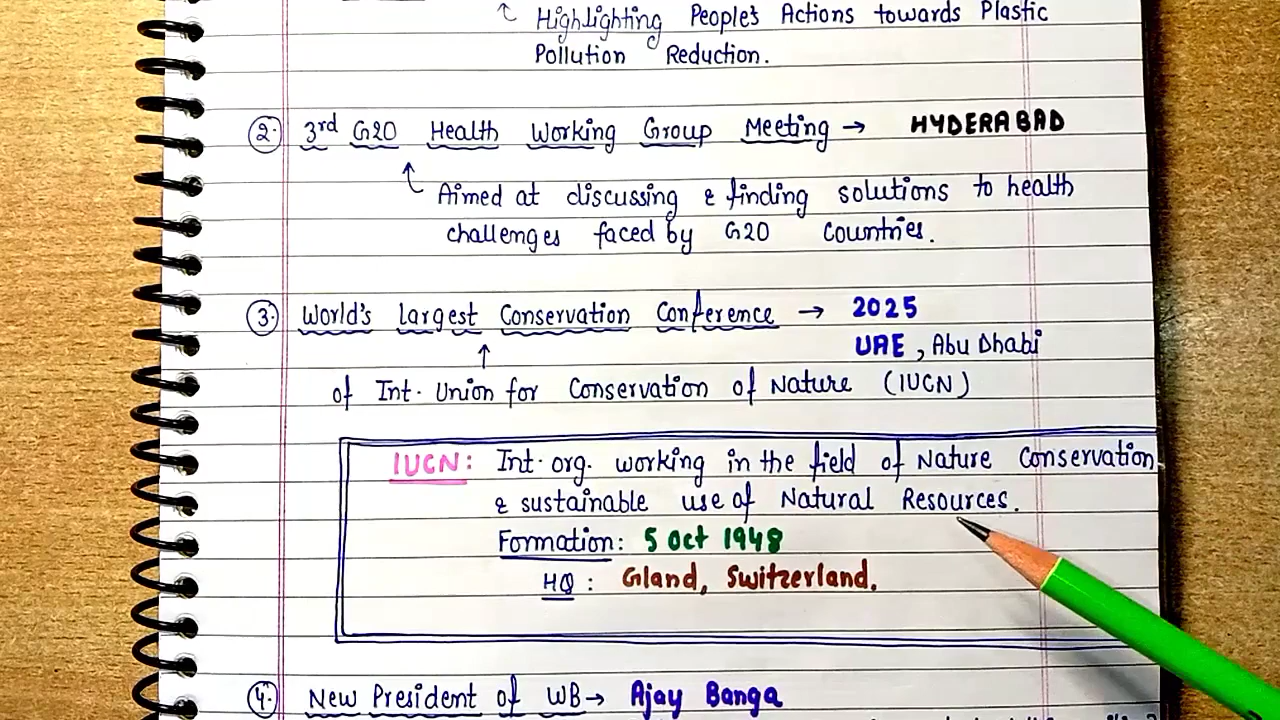 Highlighting People's Actions towards Plastic
Pollution Reduction.
2. 3rd G20 Health Working Group Meeting → HYDERABAD
Aimed at discussing & finding solutions to health
challenges faced by G20 Countries.
3. World's Largest Conservation Conference → 2025
UAE, Abu Dhabi
of Int. Union for Conservation of Nature (IUCN)
IUCN: Int. org. working in the field of Nature Conservation
& sustainable use of Natural Resources.
Formation: 5 Oct 1948
HQ: Gland, Switzerland.
4. New President of WB → Ajay Banga